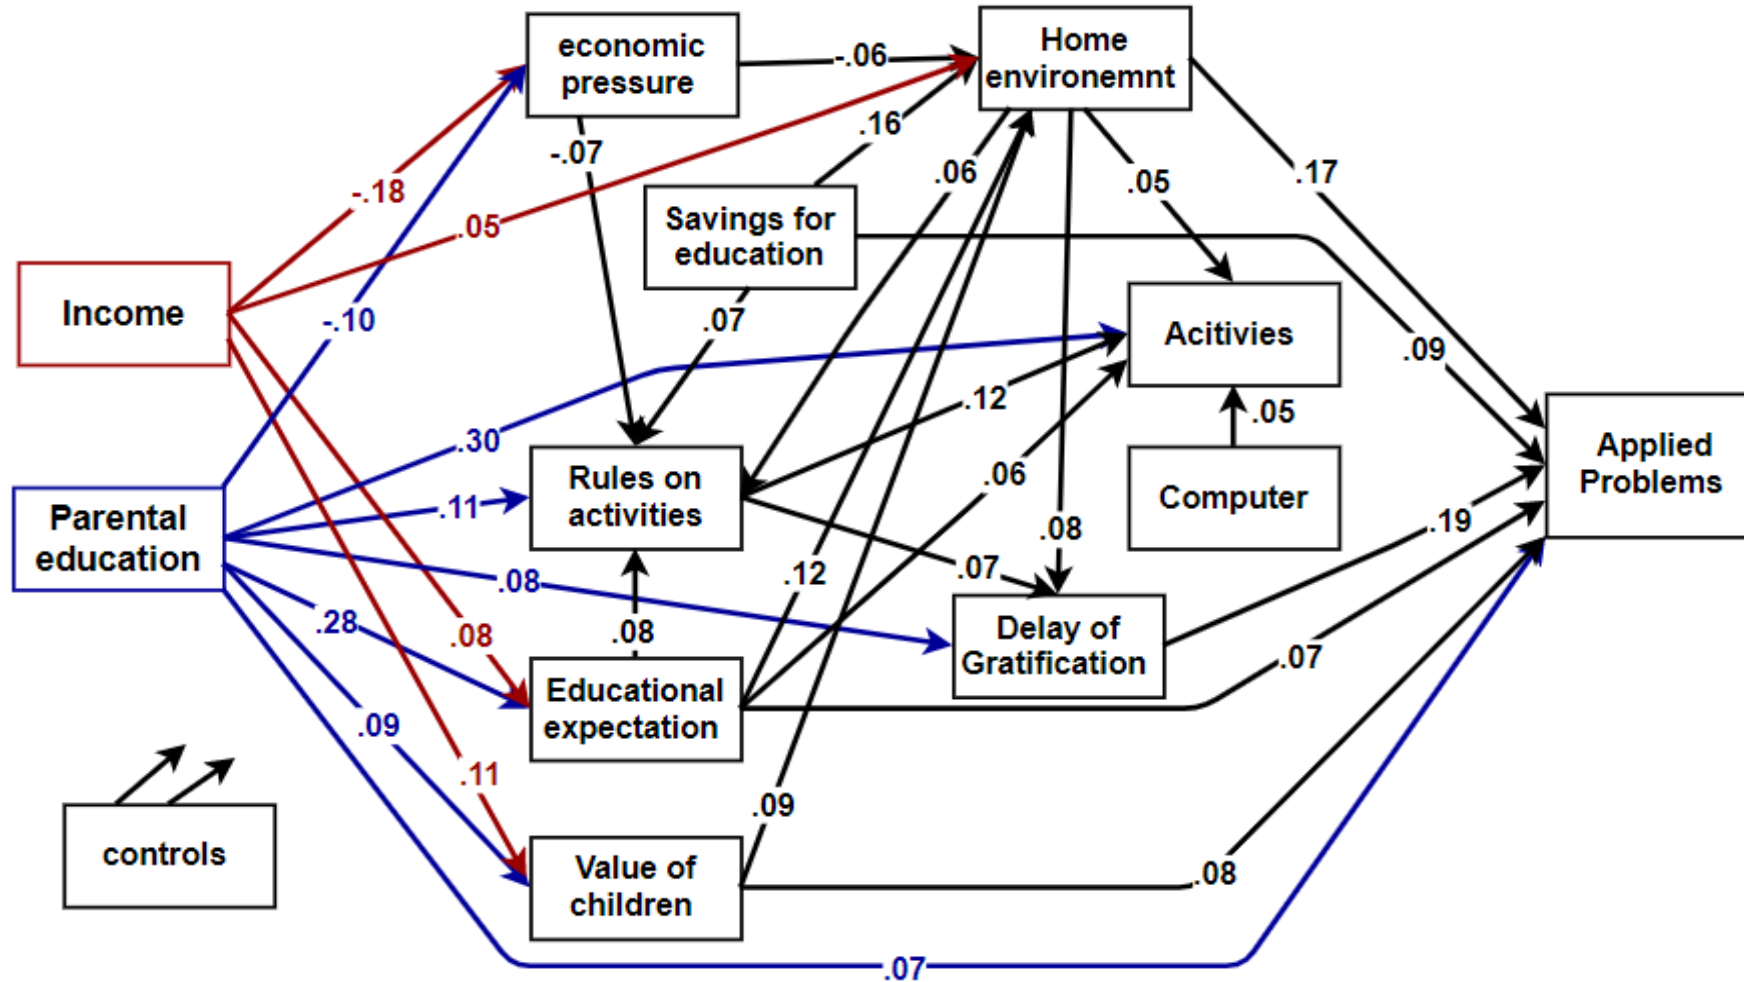 economic
pressure
Home
environemnt
-.06
.16
-.07
.06
.05
.17
-.18
.05
Savings for
education
Income
-.10
.07
Acitivies
.09
.12
.05
.30
Rules on
activities
.11
.06
Computer
Applied
Problems
Parental
education
.08
.19
.08
.07
.12
.28
.08
.08
Delay of
Gratification
.07
Educational
expectation
.09
.11
.09
controls
Value of
children
.08
.07